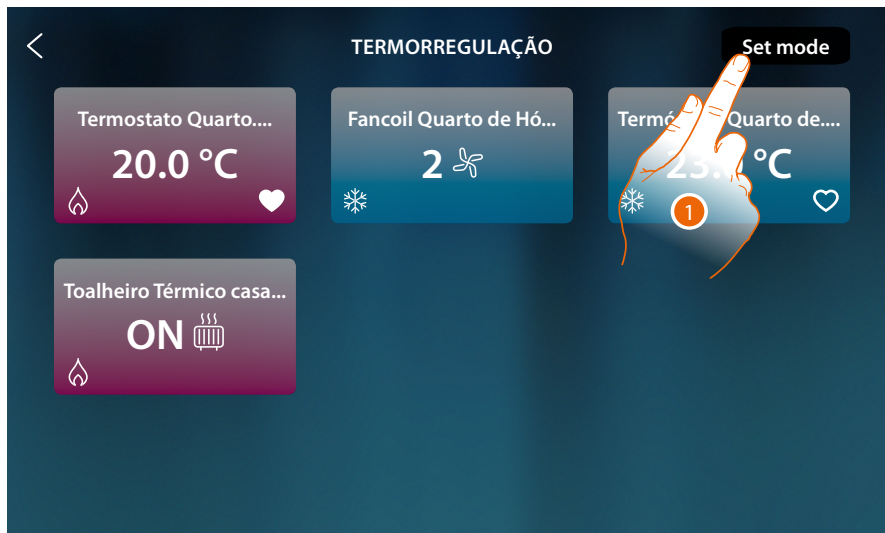 TERMORREGULAÇÃO
Set mode
Termostato Quarto....
20.0 °C
Fancoil Quarto de Hó...
2
Quarto de....
°C
1
Toalheiro Térmico casa...
ON